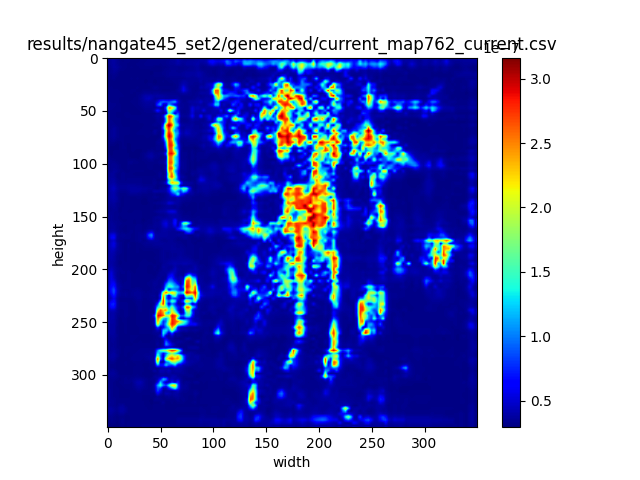 results/nangate45_set2/generated/current_map762_current.csv
1e−7
0
50
100
150
200
250
300
height
0 50 100 150 200 250 300
width
3.0
2.5
2.0
1.5
1.0
0.5